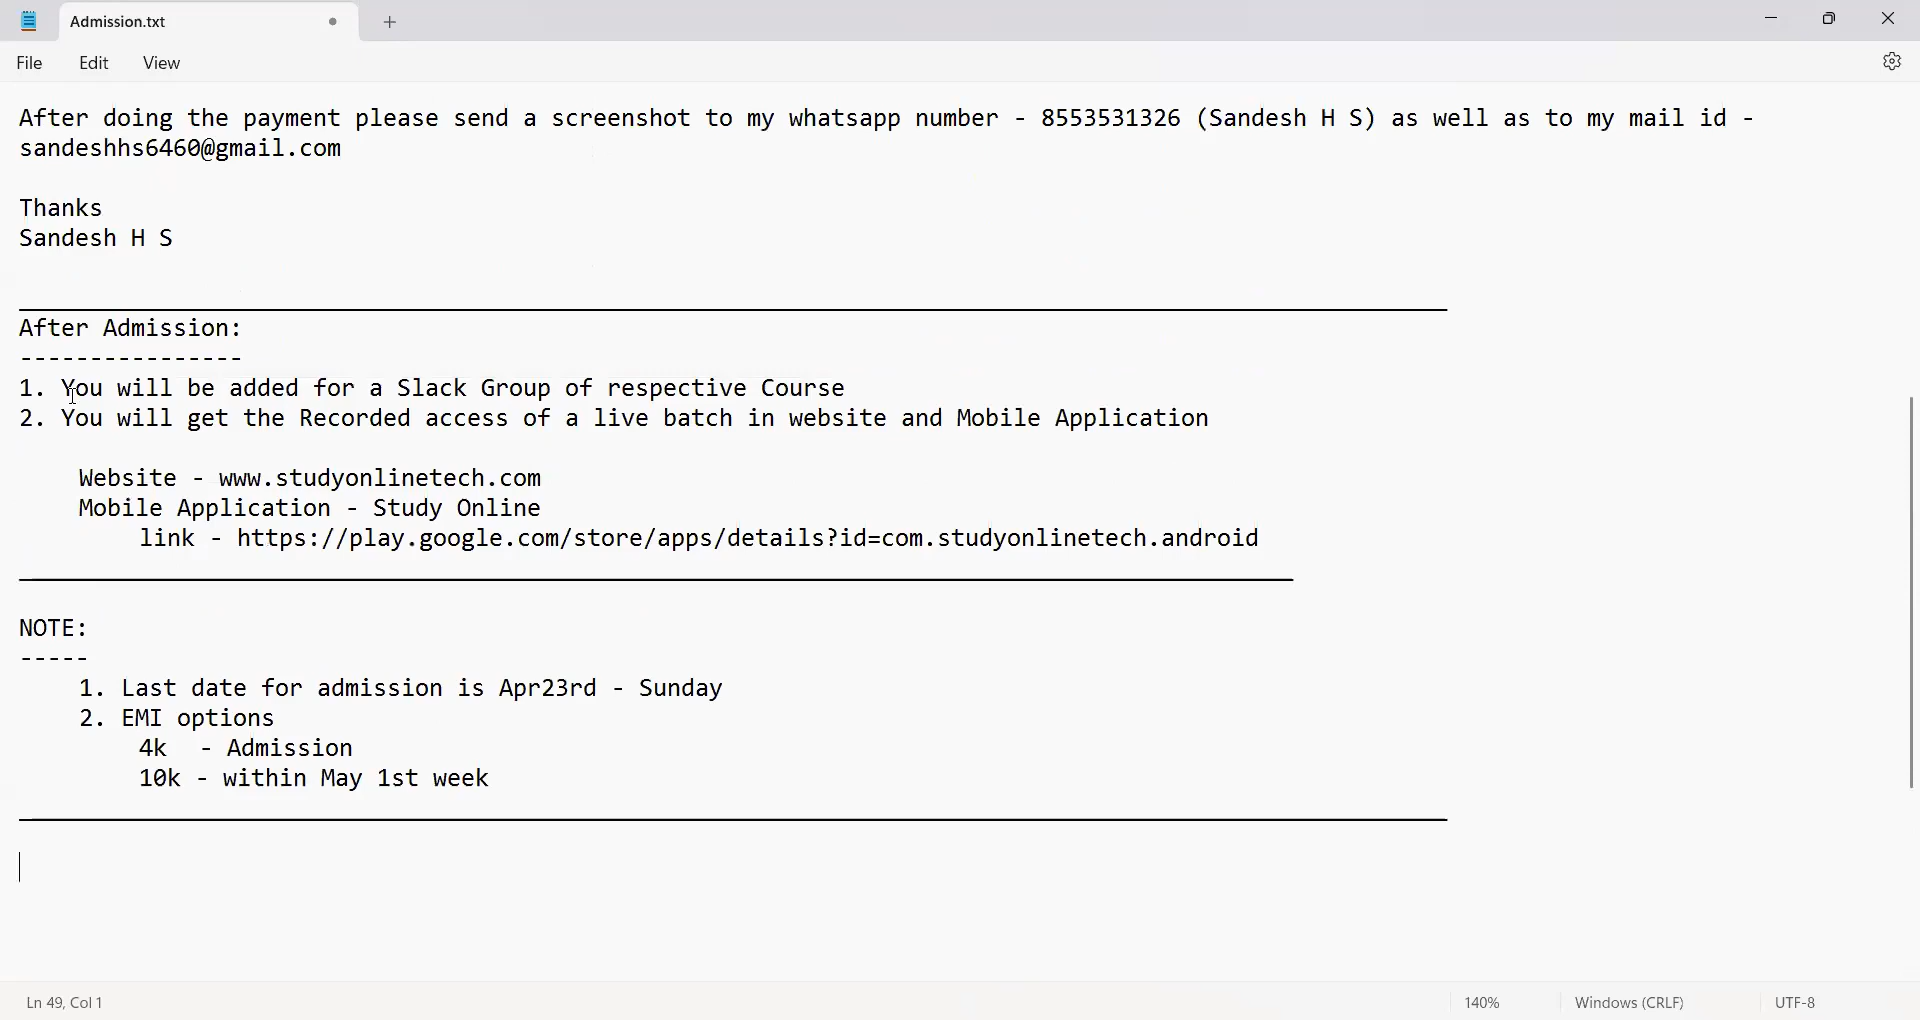 Admission.txt
File Edit View
After doing the payment please send a screenshot to my whatsapp number - 8553531326 (Sandesh H S) as well as to my mail id -
sandeshhs6460@gmail.com
Thanks
Sandesh H S
After Admission:
----------------
1. You will be added for a Slack Group of respective Course
2. You will get the Recorded access of a live batch in website and Mobile Application
Website - www.studyonlinetech.com
Mobile Application - Study Online
link - https://play.google.com/store/apps/details?id=com.studyonlinetech.android
NOTE:
-----
1. Last date for admission is Apr23rd - Sunday
2. EMI options
4k - Admission
10k - within May 1st week
Ln 49, Col 1 140% Windows (CRLF) UTF-8